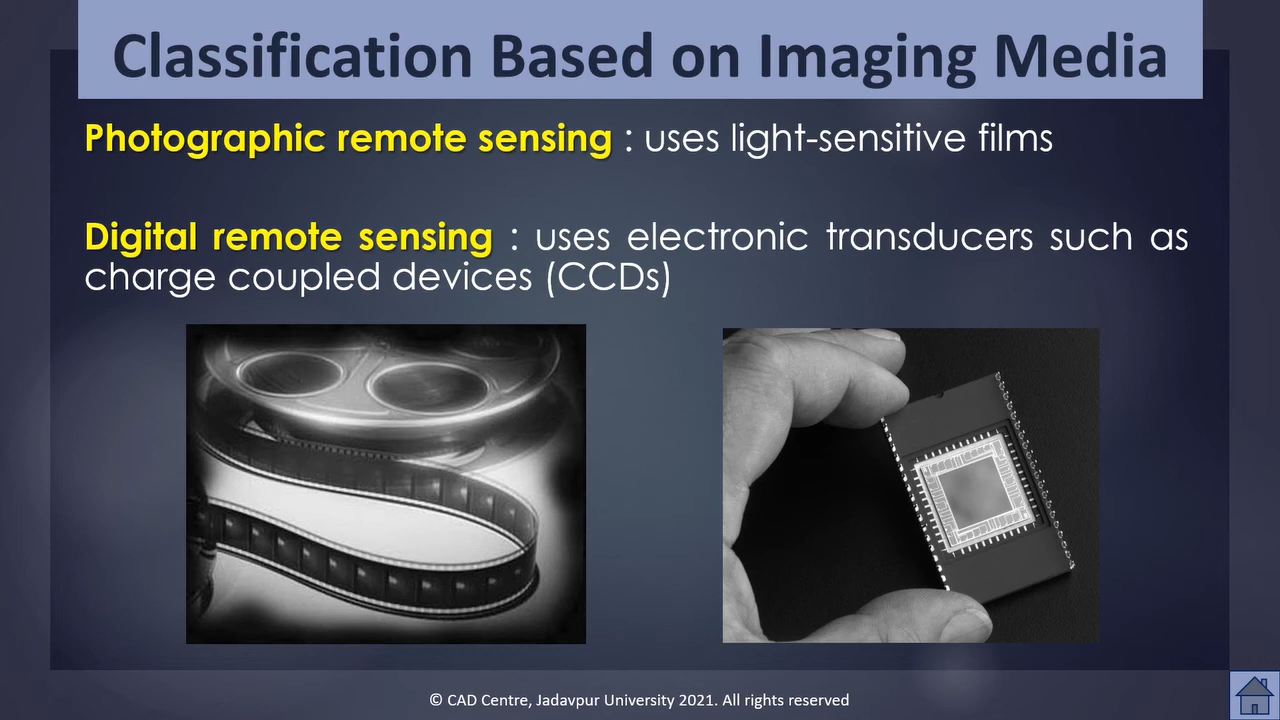 Classification Based on Imaging Media
Photographic remote sensing : uses light-sensitive films
Digital remote sensing : uses electronic transducers such as
charge coupled devices (CCDs)
© CAD Centre, Jadavpur University 2021. All rights reserved